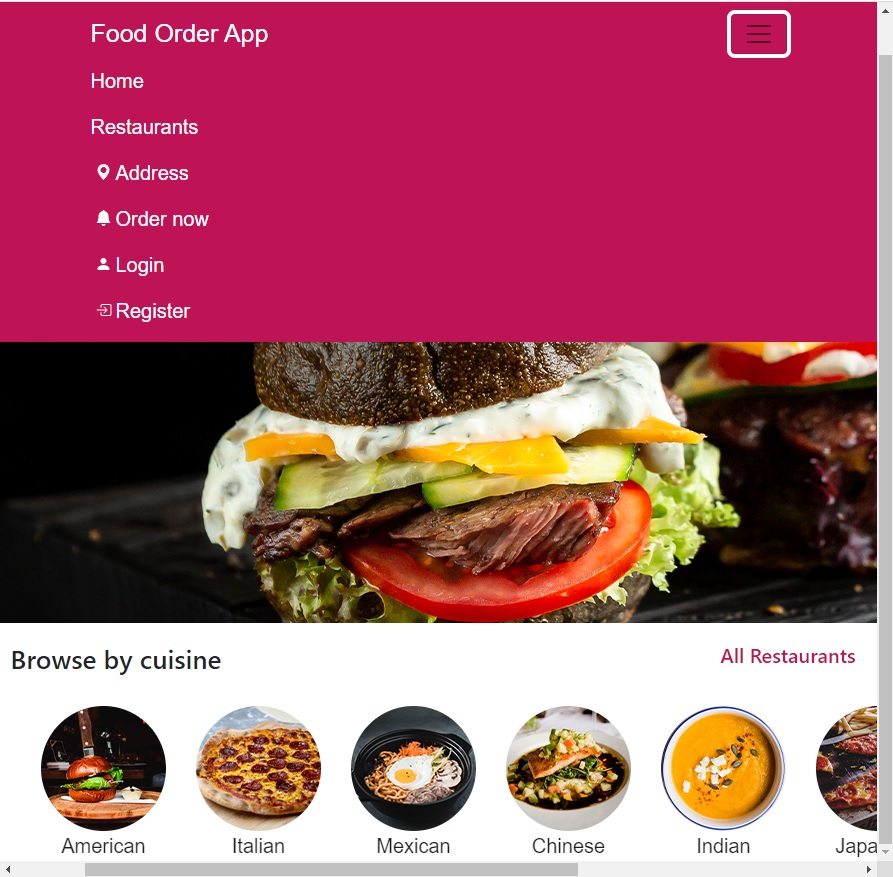 Food Order App
Home
Restaurants
Address
Order now
Login
Register
Browse by cuisine
All Restaurants
American
Italian
Mexican
Chinese
Indian
Japa